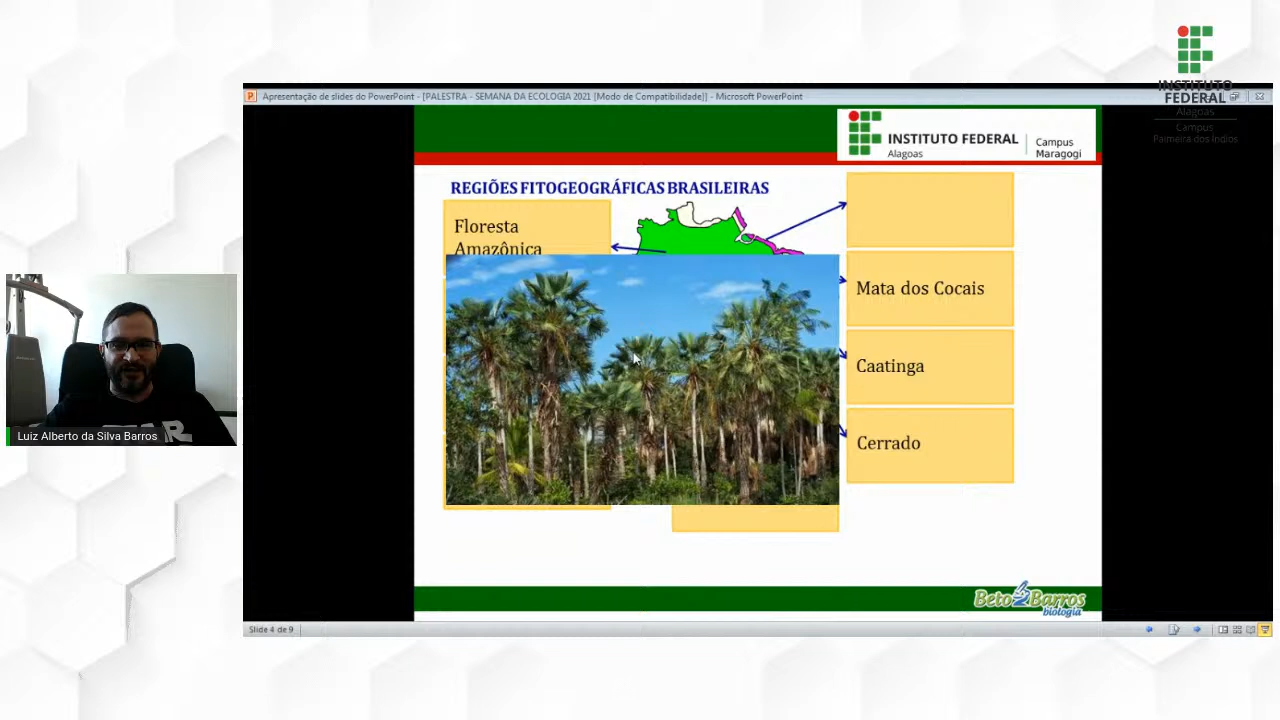 INSTITUTO
FEDERAL
Alagoas
Campus
Palmeira dos Índios
Apresentação de slides do PowerPoint - [PALESTRA - SEMANA DA ECOLOGIA 2021 [Modo de Compatibilidade]] - Microsoft PowerPoint
INSTITUTO FEDERAL
Alagoas
Campus
Maragogi
REGIÕES FITOGEOGRÁFICAS BRASILEIRAS
Floresta
Amazônica
Mata dos Cocais
Caatinga
Cerrado
Luiz Alberto da Silva Barros
Beto Barros
biologia
Slide 4 de 9